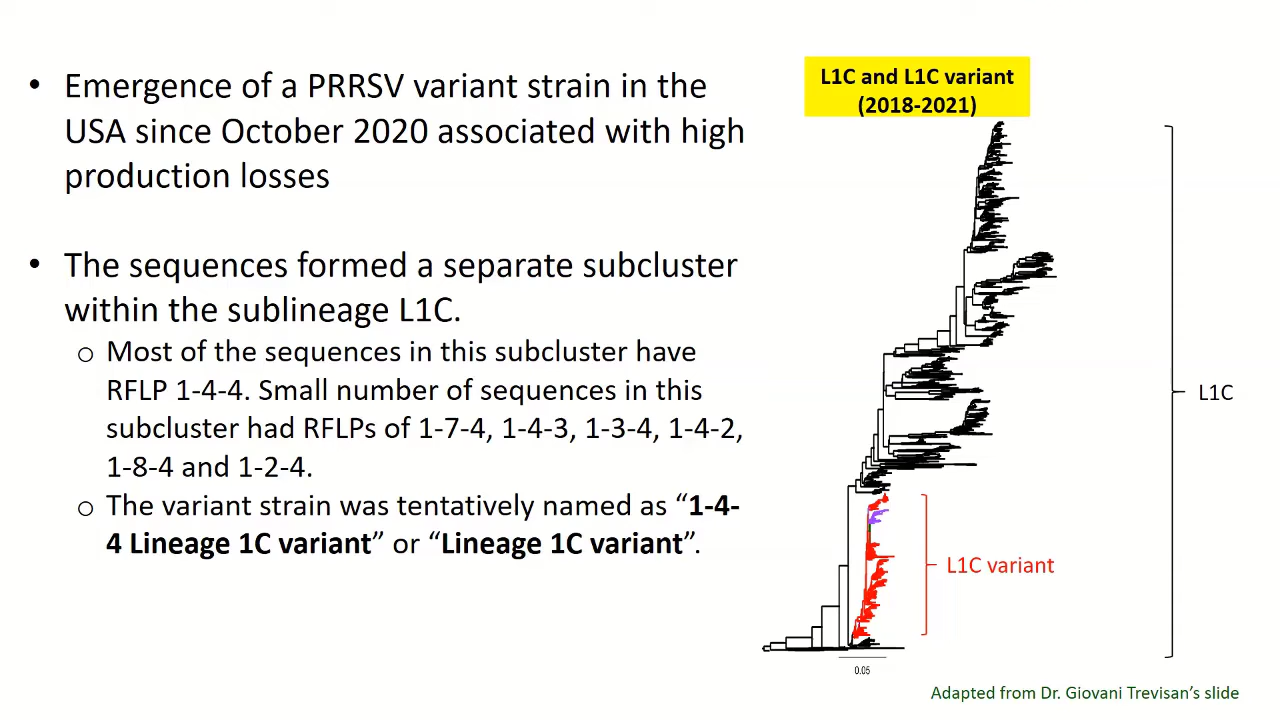 • Emergence of a PRRSV variant strain in the
USA since October 2020 associated with high
production losses
• The sequences formed a separate subcluster
within the sublineage L1C.
o Most of the sequences in this subcluster have
RFLP 1-4-4. Small number of sequences in this
subcluster had RFLPs of 1-7-4, 1-4-3, 1-3-4, 1-4-2,
1-8-4 and 1-2-4.
o The variant strain was tentatively named as “1-4-
4 Lineage 1C variant” or “Lineage 1C variant”.
L1C and L1C variant
(2018-2021)
L1C
L1C variant
0.05
Adapted from Dr. Giovani Trevisan’s slide